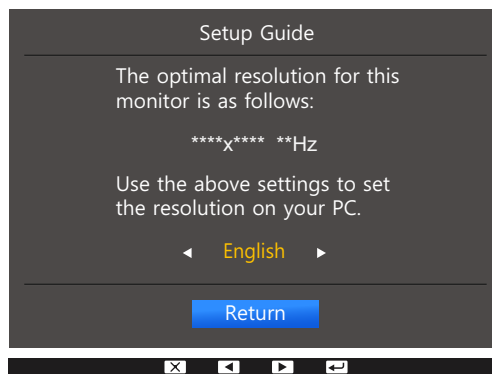 Setup Guide
The optimal resolution for this
monitor is as follows:
****x**** **Hz
Use the above settings to set
the resolution on your PC.
English
Return